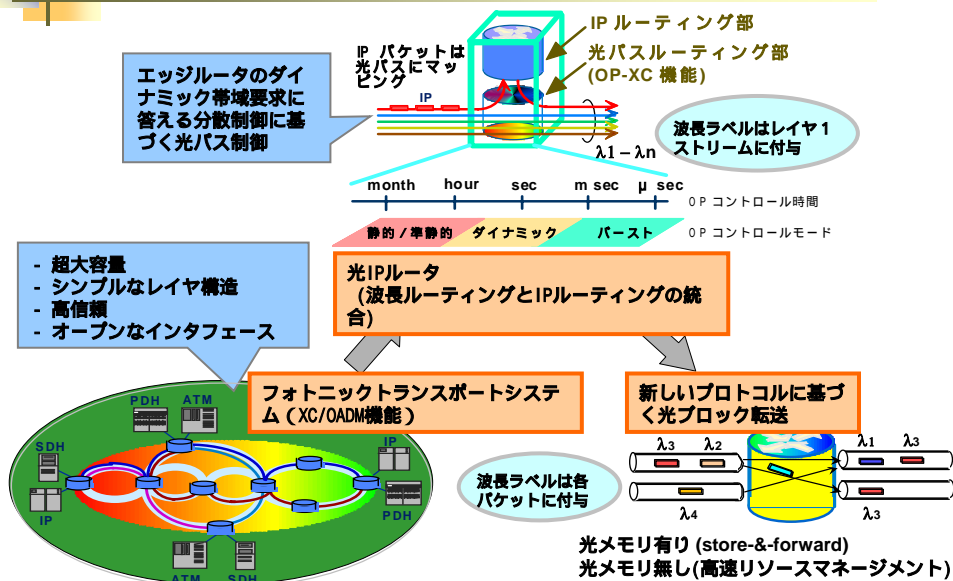 IP ルーティング部
光パスルーティング部
(OP-XC 機能)
IP パケットは
光パスにマッ
ピング
IP
エッジルータのダイ
ナミック帯域要求に
答える分散制御に基
づく光パス制御
波長ラベルはレイヤ1
ストリームに付与
λ1 – λn
month hour sec m sec μ sec
OP コントロール時間
静的 / 準静的 ダイナミック バースト
OP コントロールモード
- 超大容量
- シンプルなレイヤ構造
- 高信頼
- オープンなインタフェース
光IPルータ
(波長ルーティングとIPルーティングの統
合)
フォトニックトランスポートシステ
ム(XC/OADM機能)
新しいプロトコルに基づ
く光ブロック転送
PDH ATM
SDH
IP
IP
PDH
ATM SDH
波長ラベルは各
パケットに付与
λ3 λ2
λ1 λ3
λ4
λ3
光メモリ有り (store-&-forward)
光メモリ無し(高速リソースマネージメント)